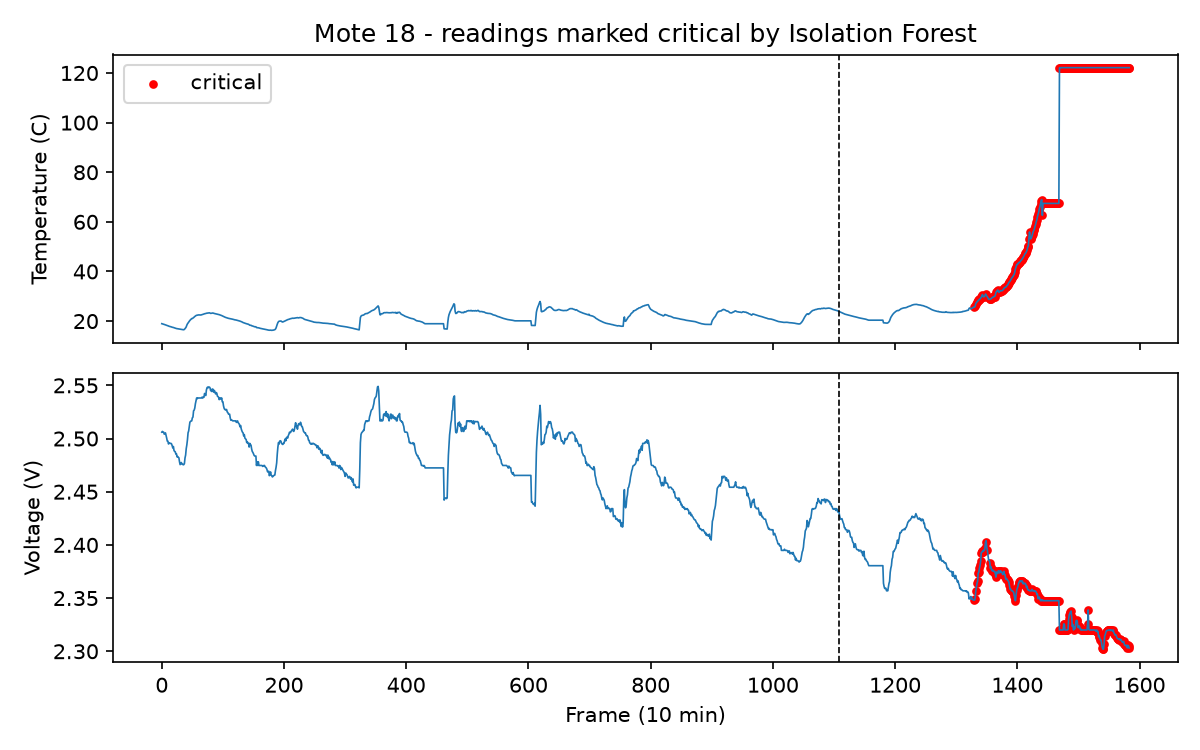 Mote 18 - readings marked critical by Isolation Forest
critical
Temperature (C)
120
100
80
60
40
20
Voltage (V)
2.55
2.50
2.45
2.40
2.35
2.30
0 200 400 600 800 1000 1200 1400 1600
Frame (10 min)